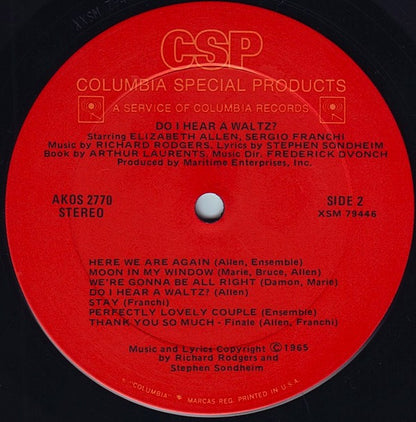 XXSM 794
CSP
COLUMBIA SPECIAL PRODUCTS
A SERVICE OF COLUMBIA RECORDS
DO I HEAR A WALTZ?
Starring ELIZABETH ALLEN, SERGIO FRANCHI
Music by RICHARD RODGERS, Lyrics by STEPHEN SONDHEIM
Book by ARTHUR LAURENTS, Music Dir. FREDERICK DVONCH
Produced by Maritime Enterprises, Inc.
AKOS 2770
STEREO
SIDE 2
XSM 79446
HERE WE ARE AGAIN (Allen, Ensemble)
MOON IN MY WINDOW (Marie, Bruce, Allen)
WE'RE GONNA BE ALL RIGHT (Damon, Marie)
DO I HEAR A WALTZ? (Allen)
STAY (Franchi)
PERFECTLY LOVELY COUPLE (Ensemble)
THANK YOU SO MUCH - Finale (Allen, Franchi)
Music and Lyrics Copyright ©1965
by Richard Rodgers and
Stephen Sondheim
"COLUMBIA" MARCAS REG. PRINTED IN U.S.A.